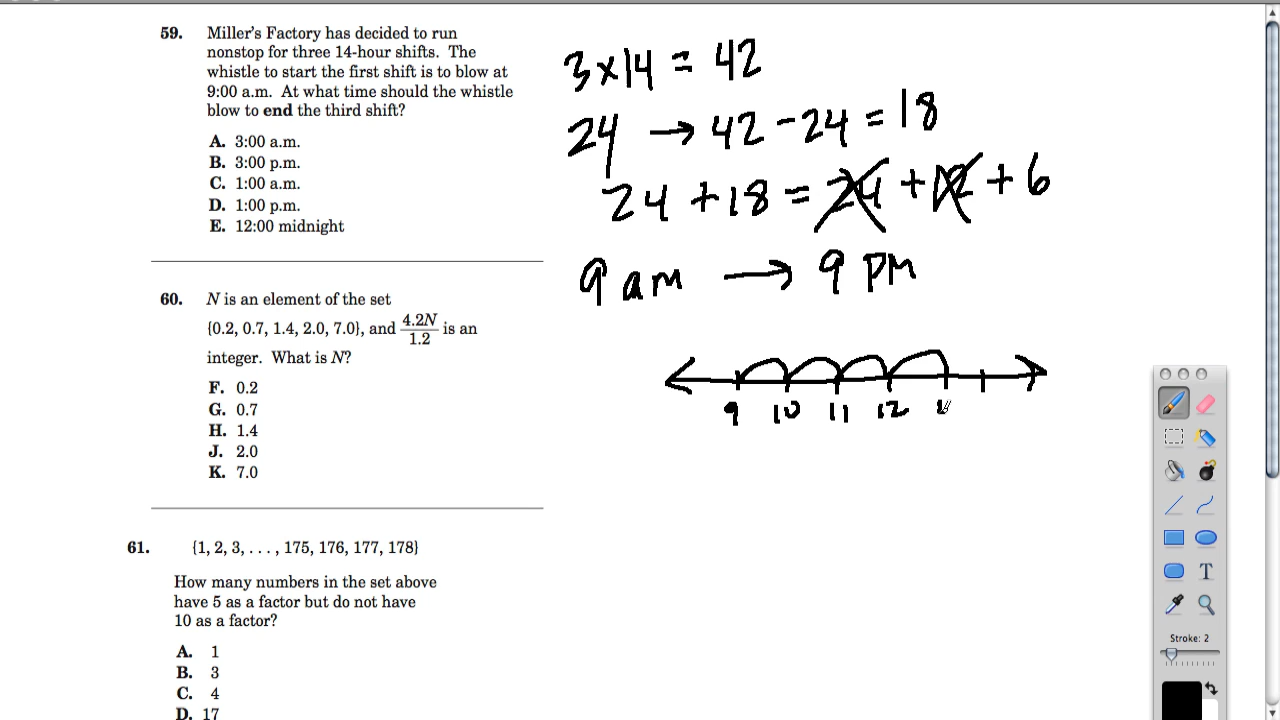 59. Miller's Factory has decided to run
nonstop for three 14-hour shifts. The
whistle to start the first shift is to blow at
9:00 a.m. At what time should the whistle
blow to end the third shift?
A. 3:00 a.m.
B. 3:00 p.m.
C. 1:00 a.m.
D. 1:00 p.m.
E. 12:00 midnight
60. N is an element of the set
{0.2, 0.7, 1.4, 2.0, 7.0}, and 4.2N/1.2 is an
integer. What is N?
F. 0.2
G. 0.7
H. 1.4
J. 2.0
K. 7.0
61. {1, 2, 3, . . . , 175, 176, 177, 178}
How many numbers in the set above
have 5 as a factor but do not have
10 as a factor?
A. 1
B. 3
C. 4
D. 17
3 x 14 = 42
24 → 42 - 24 = 18
24 + 18 = 24 + 12 + 6
9 am → 9 pm
9 10 11 12
T
Stroke: 2